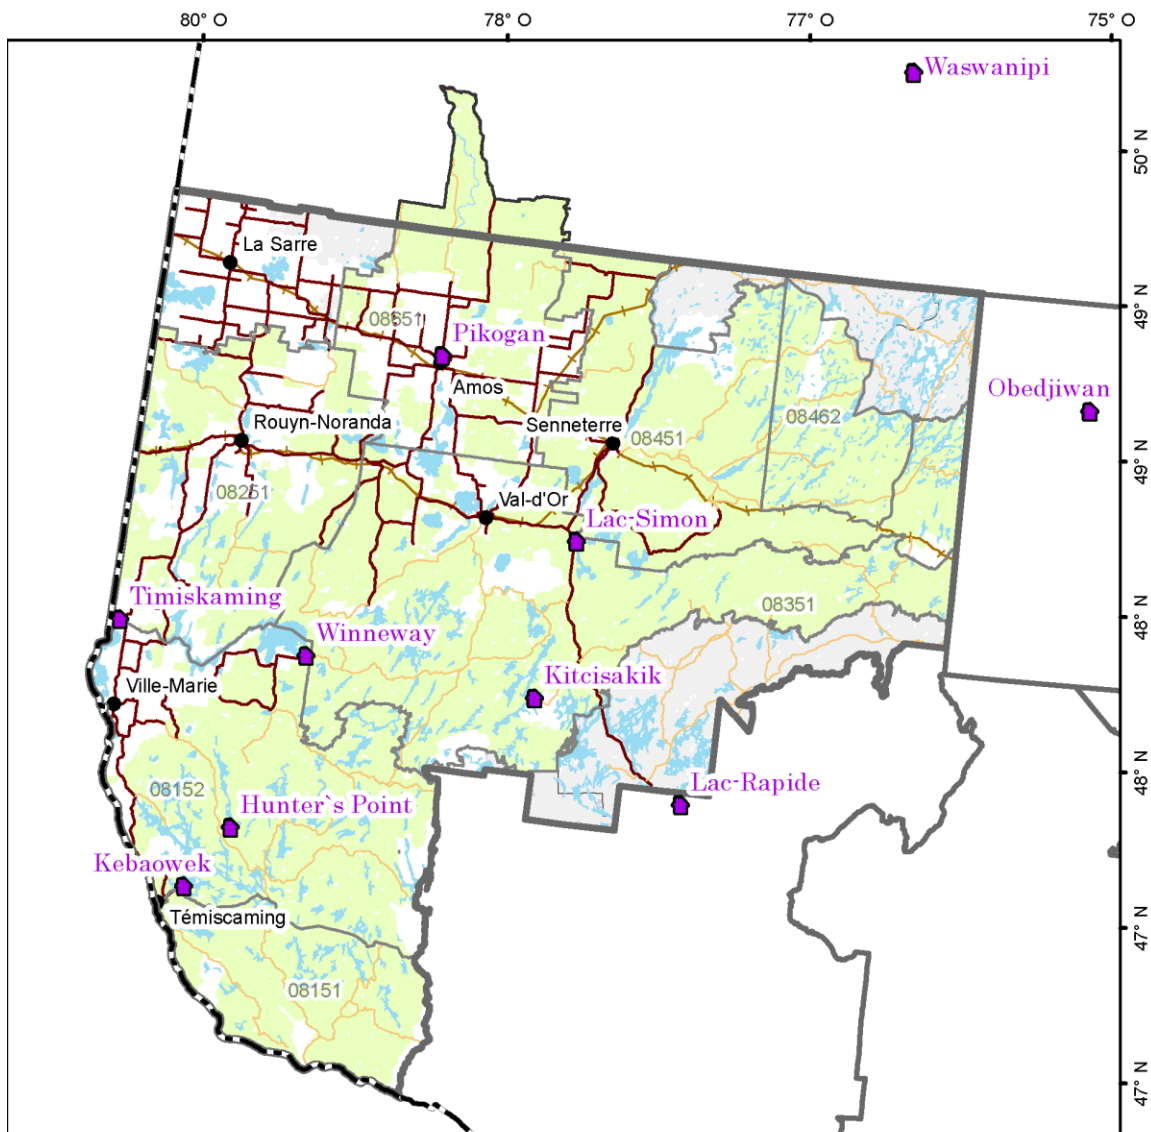 80° O
78° O
77° O
75° O
Waswanipi
50° N
La Sarre
49° N
08551
Pikogan
Amos
Obedjiwan
08462
Rouyn-Noranda
Senneterre
08451
49° N
08251
Val-d'Or
Lac-Simon
Timiskaming
08351
48° N
Winneway
Kitcisakik
Ville-Marie
48° N
Lac-Rapide
08152
Hunter`s Point
Kebaowek
Témiscaming
47° N
08151
47° N